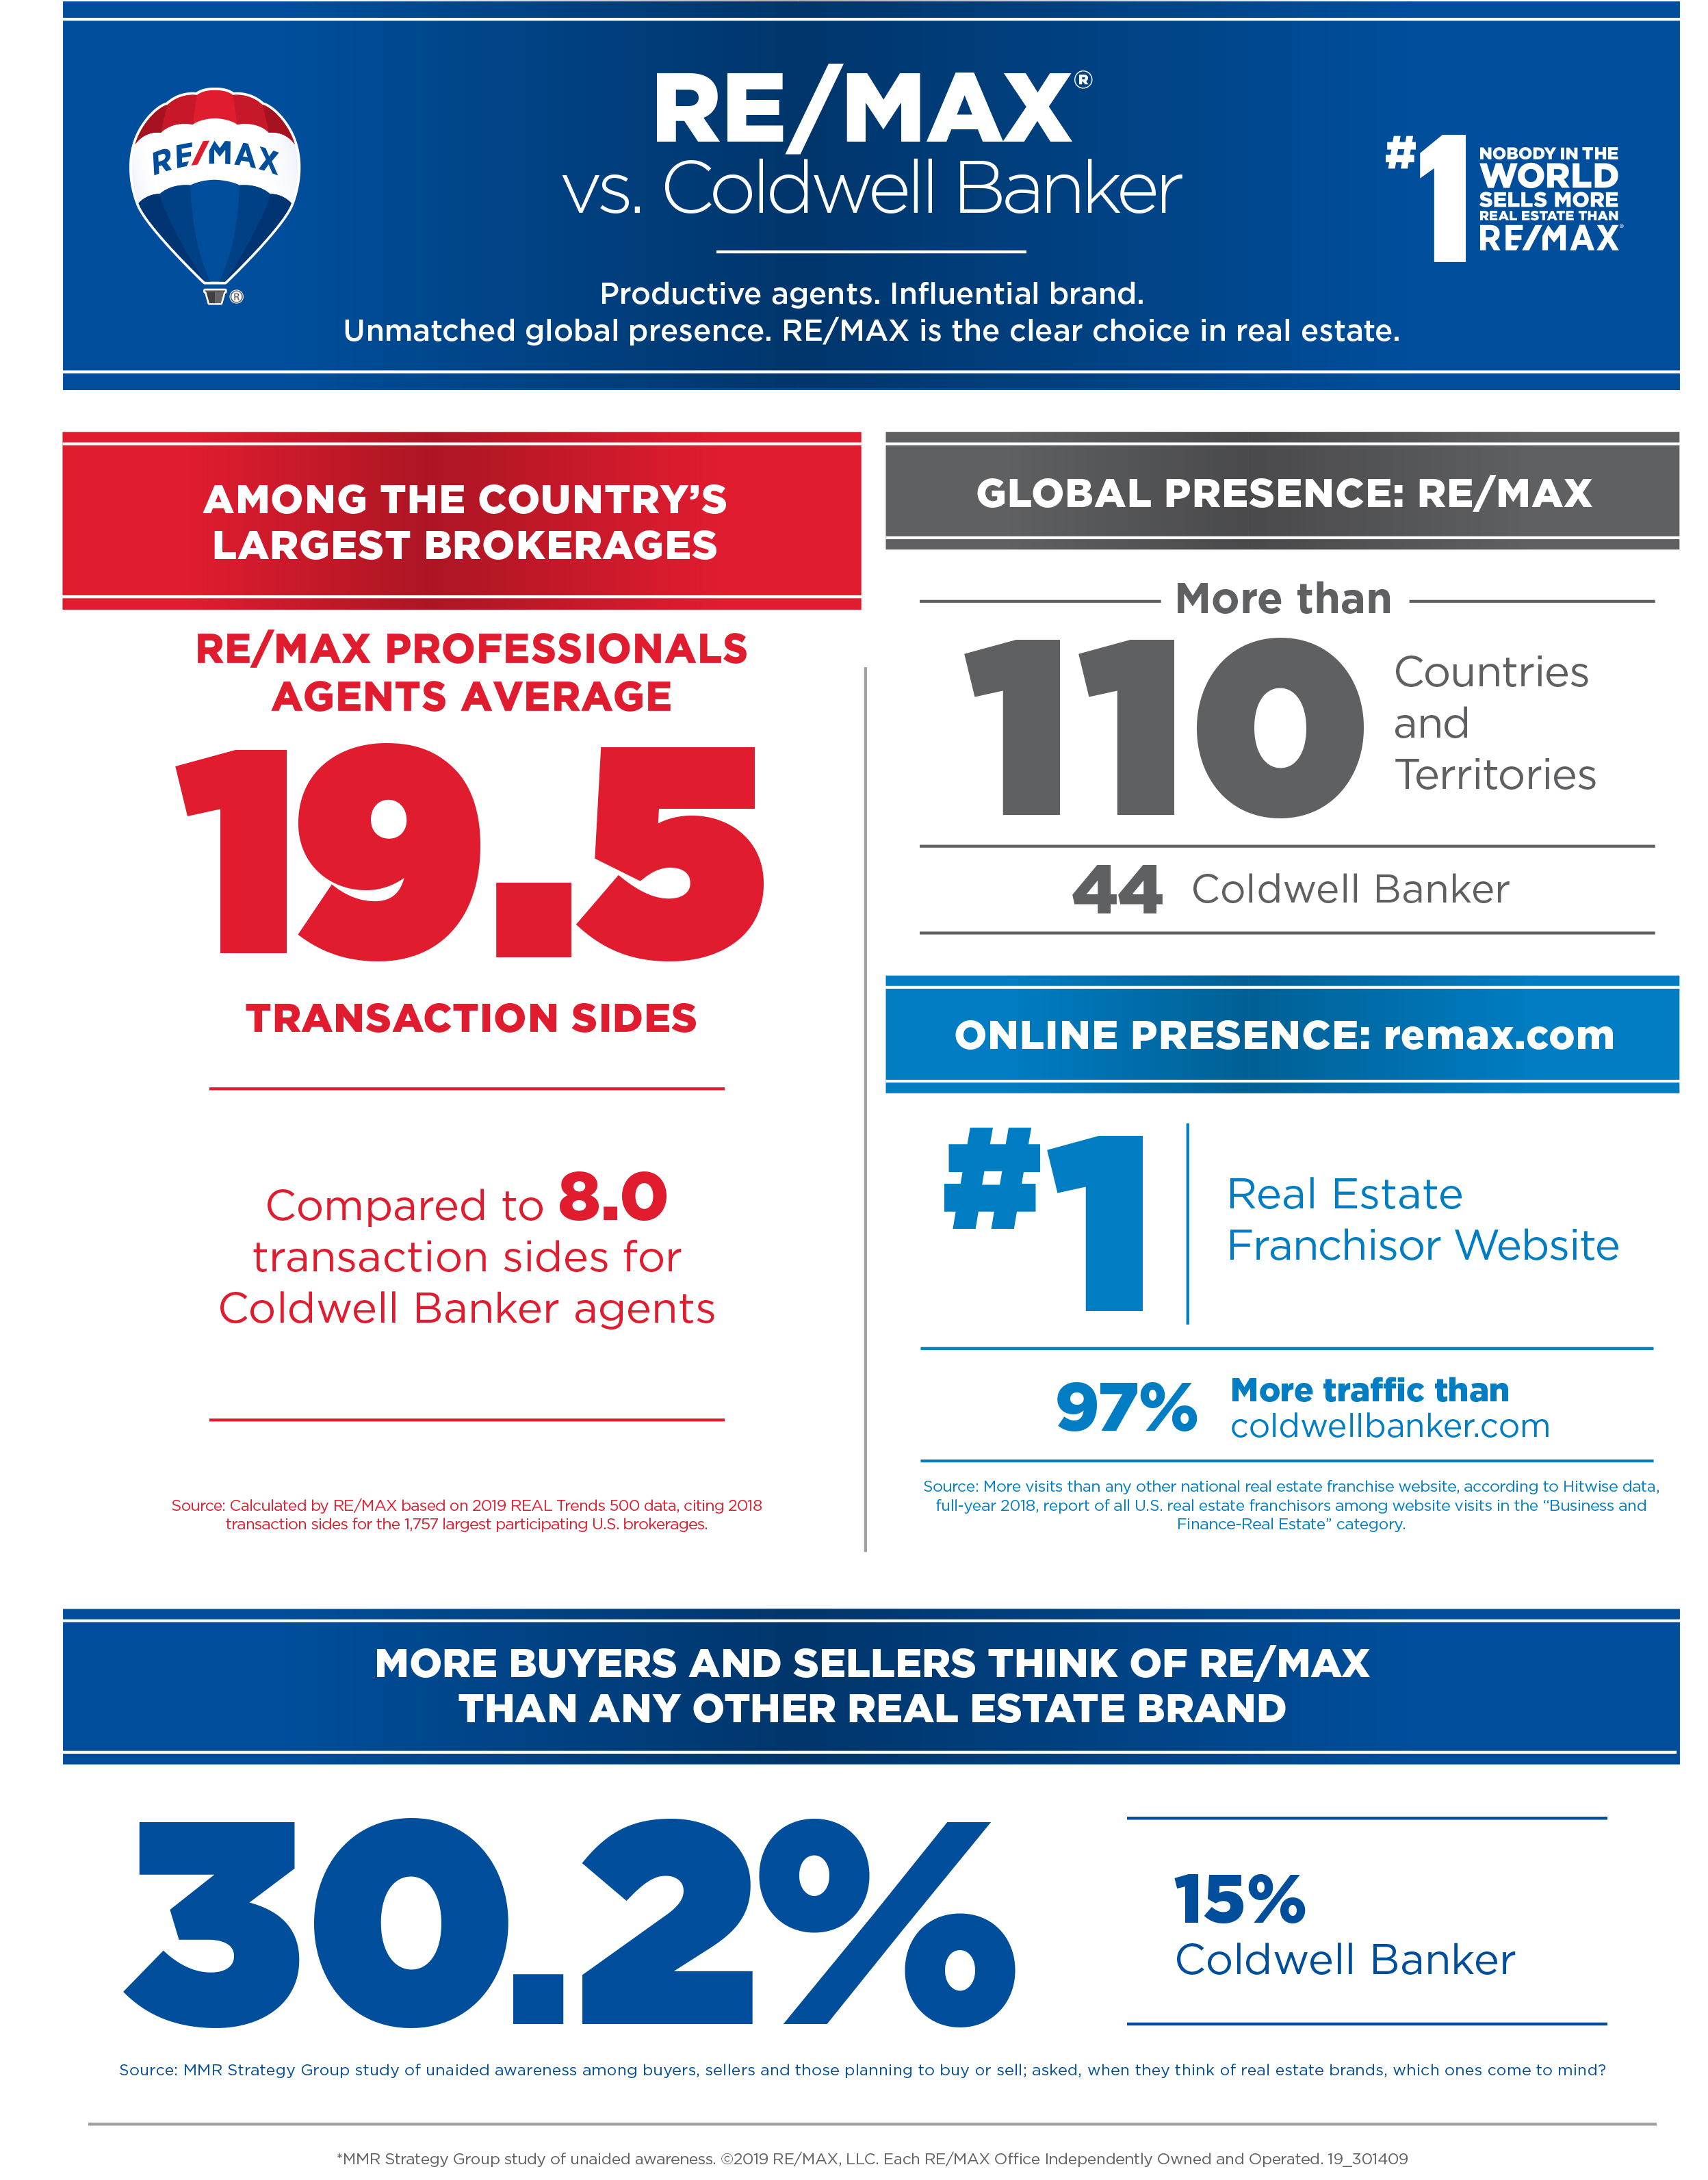 RE/MAX®
vs. Coldwell Banker
RE/MAX
®
#1
NOBODY IN THE
WORLD
SELLS MORE
REAL ESTATE THAN
RE/MAX®
Productive agents. Influential brand.
Unmatched global presence. RE/MAX is the clear choice in real estate.
AMONG THE COUNTRY’S
LARGEST BROKERAGES
RE/MAX PROFESSIONALS
AGENTS AVERAGE
19.5
TRANSACTION SIDES
Compared to 8.0
transaction sides for
Coldwell Banker agents
Source: Calculated by RE/MAX based on 2019 REAL Trends 500 data, citing 2018
transaction sides for the 1,757 largest participating U.S. brokerages.
GLOBAL PRESENCE: RE/MAX
More than
110
Countries
and
Territories
44 Coldwell Banker
ONLINE PRESENCE: remax.com
#1
Real Estate
Franchisor Website
97%
More traffic than
coldwellbanker.com
Source: More visits than any other national real estate franchise website, according to Hitwise data,
full-year 2018, report of all U.S. real estate franchisors among website visits in the “Business and
Finance-Real Estate” category.
MORE BUYERS AND SELLERS THINK OF RE/MAX
THAN ANY OTHER REAL ESTATE BRAND
30.2%
15%
Coldwell Banker
Source: MMR Strategy Group study of unaided awareness among buyers, sellers and those planning to buy or sell; asked, when they think of real estate brands, which ones come to mind?
*MMR Strategy Group study of unaided awareness. ©2019 RE/MAX, LLC. Each RE/MAX Office Independently Owned and Operated. 19_301409